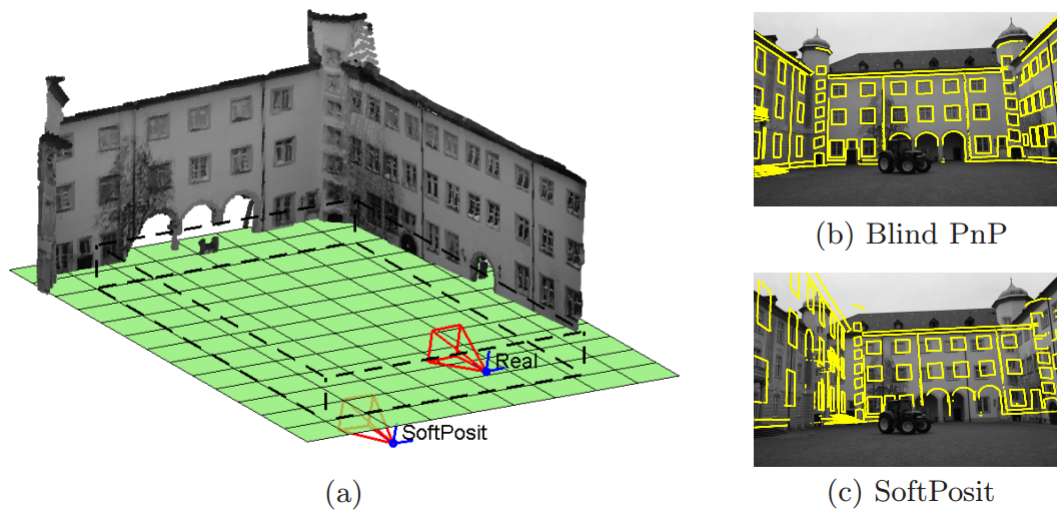 Real
SoftPosit
(a)
(b) Blind PnP
(c) SoftPosit